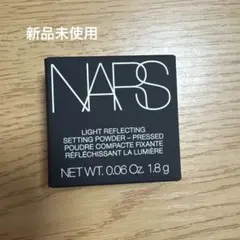 新品未使用
NARS
LIGHT REFLECTING
SETTING POWDER – PRESSED
POUDRE COMPACTE FIXANTE
RÉFLÉCHISSANT LA LUMIÈRE
NET WT. 0.06 Oz. 1.8 g